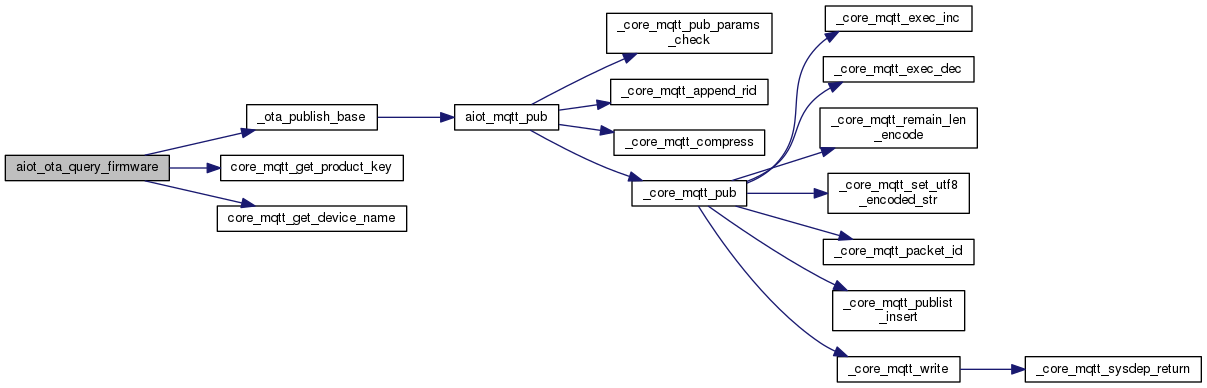 aiot_ota_query_firmware
_ota_publish_base
core_mqtt_get_product_key
core_mqtt_get_device_name
aiot_mqtt_pub
_core_mqtt_pub_params
_check
_core_mqtt_append_rid
_core_mqtt_compress
_core_mqtt_pub
_core_mqtt_exec_inc
_core_mqtt_exec_dec
_core_mqtt_remain_len
_encode
_core_mqtt_set_utf8
_encoded_str
_core_mqtt_packet_id
_core_mqtt_publist
_insert
_core_mqtt_write
_core_mqtt_sysdep_return